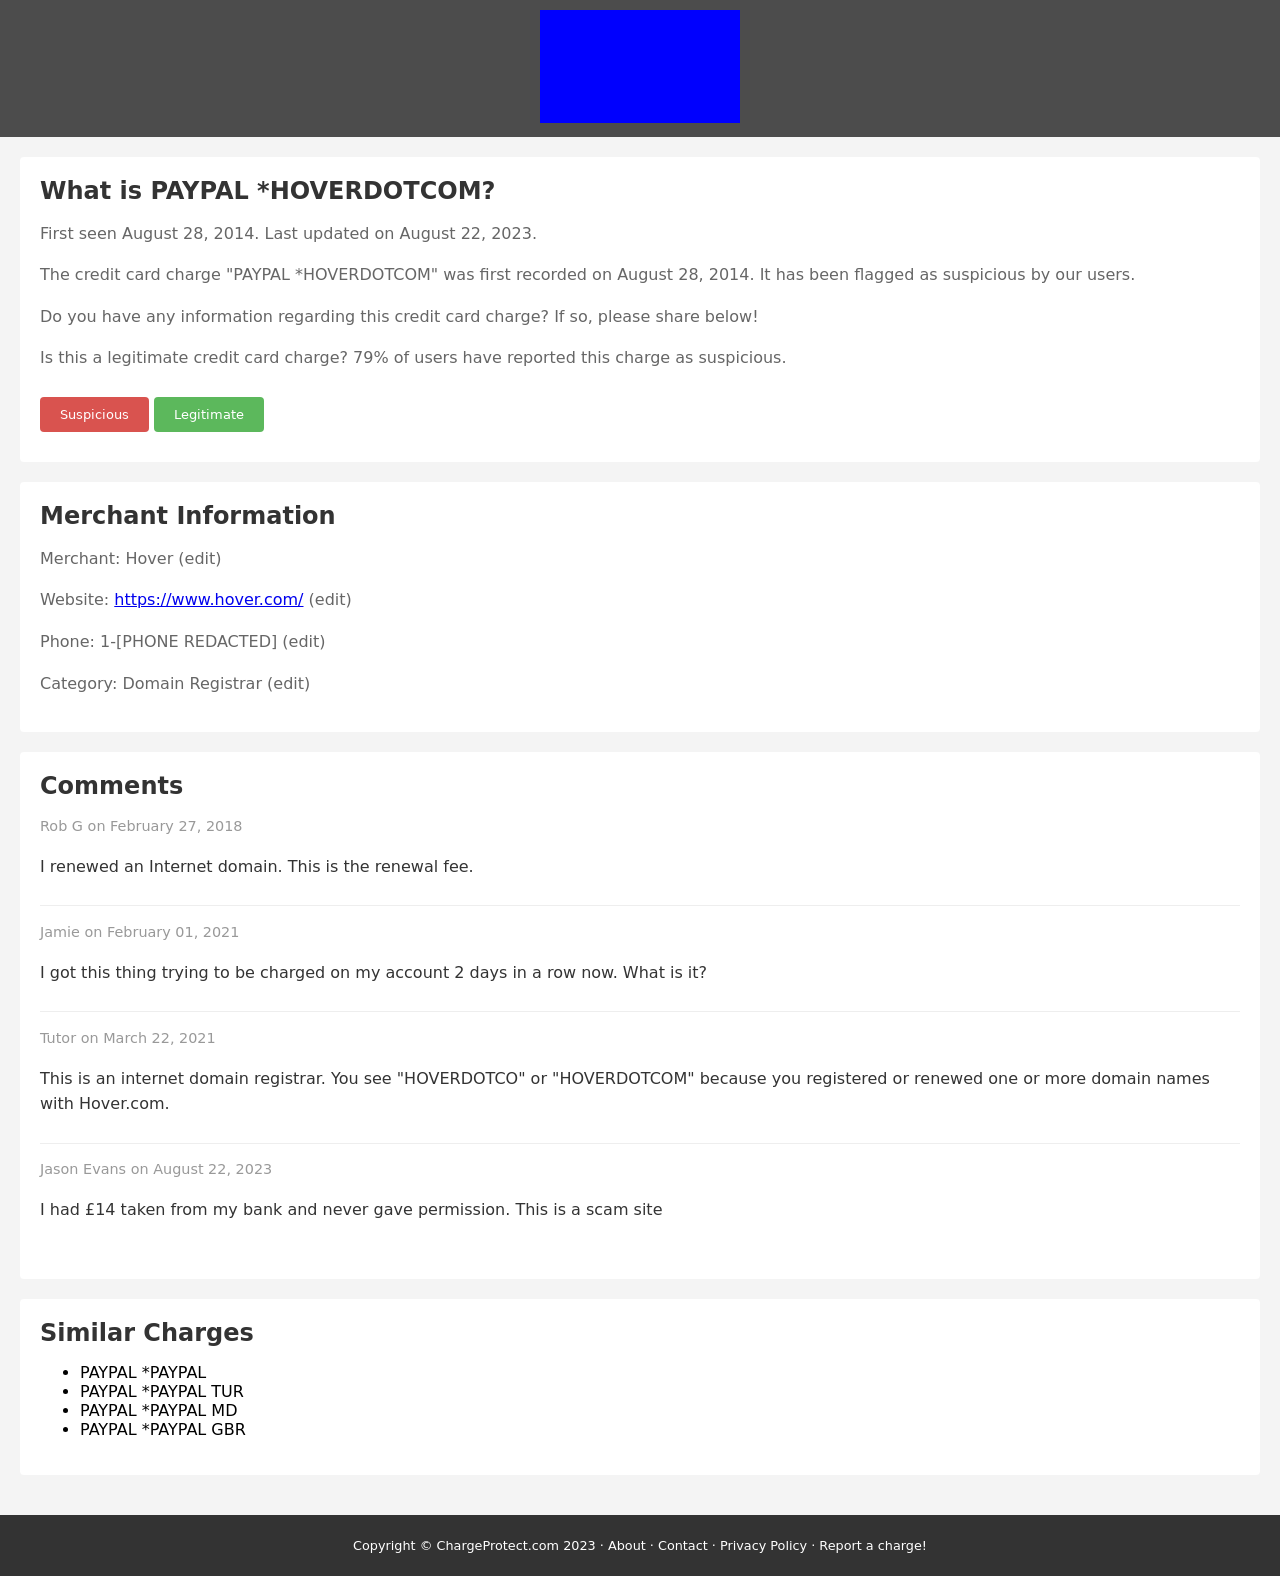 What is PAYPAL *HOVERDOTCOM?
First seen August 28, 2014. Last updated on August 22, 2023.
The credit card charge "PAYPAL *HOVERDOTCOM" was first recorded on August 28, 2014. It has been flagged as suspicious by our users.
Do you have any information regarding this credit card charge? If so, please share below!
Is this a legitimate credit card charge? 79% of users have reported this charge as suspicious.
Suspicious Legitimate
Merchant Information
Merchant: Hover (edit)
Website: https://www.hover.com/ (edit)
Phone: 1-[PHONE REDACTED] (edit)
Category: Domain Registrar (edit)
Comments
Rob G on February 27, 2018
I renewed an Internet domain. This is the renewal fee.
Jamie on February 01, 2021
I got this thing trying to be charged on my account 2 days in a row now. What is it?
Tutor on March 22, 2021
This is an internet domain registrar. You see "HOVERDOTCO" or "HOVERDOTCOM" because you registered or renewed one or more domain names
with Hover.com.
Jason Evans on August 22, 2023
I had £14 taken from my bank and never gave permission. This is a scam site
Similar Charges
• PAYPAL *PAYPAL
• PAYPAL *PAYPAL TUR
• PAYPAL *PAYPAL MD
• PAYPAL *PAYPAL GBR
Copyright © ChargeProtect.com 2023 · About · Contact · Privacy Policy · Report a charge!